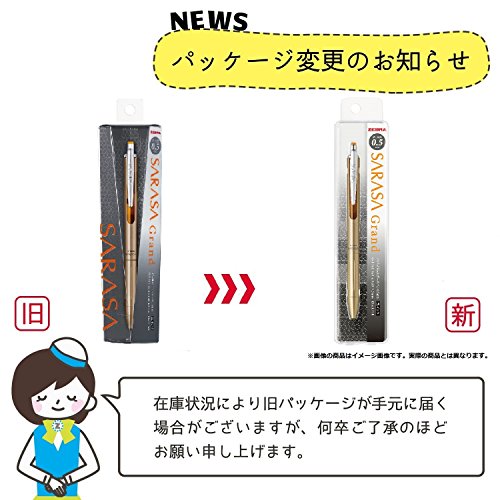 NEWS
パッケージ変更のお知らせ
ZEBRA
0.5
SARASA Grand
SARASA
旧
ZEBRA
0.5
SARASA Grand
新
※画像の商品はイメージ画像です。実際の商品とは異なります。
在庫状況により旧パッケージが手元に届く
場合がございますが、何卒ご了承のほど
お願い申し上げます。